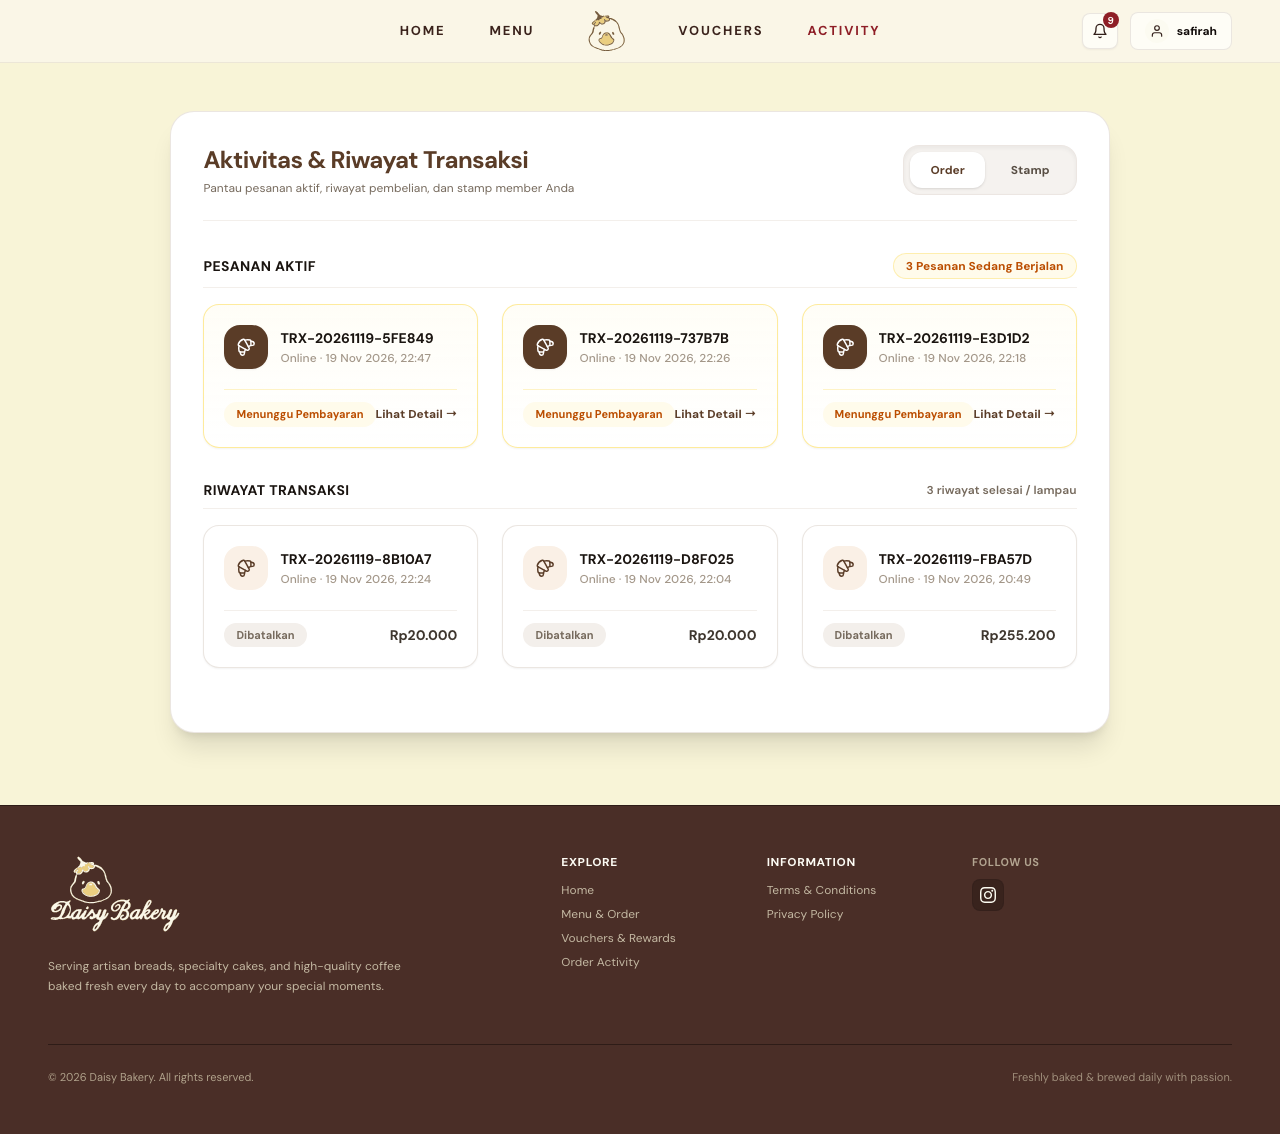 HOME MENU VOUCHERS ACTIVITY 9 safirah
Aktivitas & Riwayat Transaksi
Pantau pesanan aktif, riwayat pembelian, dan stamp member Anda
Order Stamp
PESANAN AKTIF 3 Pesanan Sedang Berjalan
TRX-20261119-5FE849
Online · 19 Nov 2026, 22:47
Menunggu Pembayaran Lihat Detail →
TRX-20261119-737B7B
Online · 19 Nov 2026, 22:26
Menunggu Pembayaran Lihat Detail →
TRX-20261119-E3D1D2
Online · 19 Nov 2026, 22:18
Menunggu Pembayaran Lihat Detail →
RIWAYAT TRANSAKSI 3 riwayat selesai / lampau
TRX-20261119-8B10A7
Online · 19 Nov 2026, 22:24
Dibatalkan Rp20.000
TRX-20261119-D8F025
Online · 19 Nov 2026, 22:04
Dibatalkan Rp20.000
TRX-20261119-FBA57D
Online · 19 Nov 2026, 20:49
Dibatalkan Rp255.200
Daisy Bakery
Serving artisan breads, specialty cakes, and high-quality coffee
baked fresh every day to accompany your special moments.
EXPLORE
Home
Menu & Order
Vouchers & Rewards
Order Activity
INFORMATION
Terms & Conditions
Privacy Policy
FOLLOW US
© 2026 Daisy Bakery. All rights reserved.
Freshly baked & brewed daily with passion.